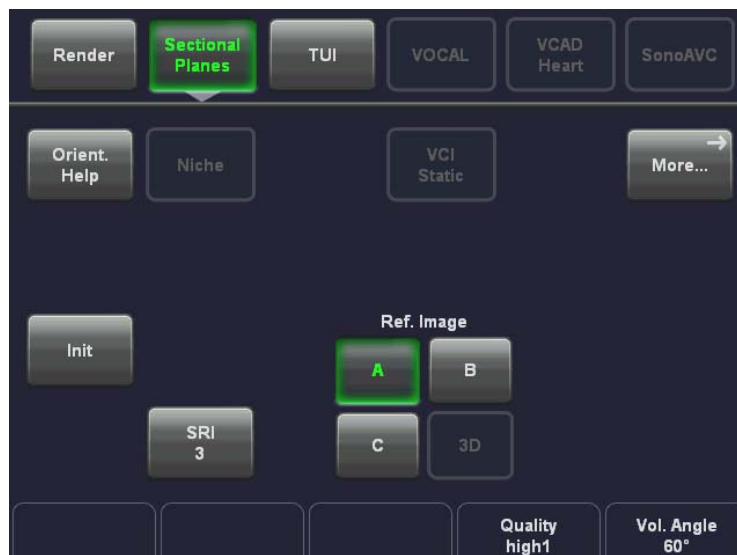 Render
Sectional
Planes
TUI
VOCAL
VCAD
Heart
SonoAVC
Orient.
Help
Niche
VCI
Static
More...
Init
Ref. Image
A
B
SRI
3
C
3D
Quality
high1
Vol. Angle
60°